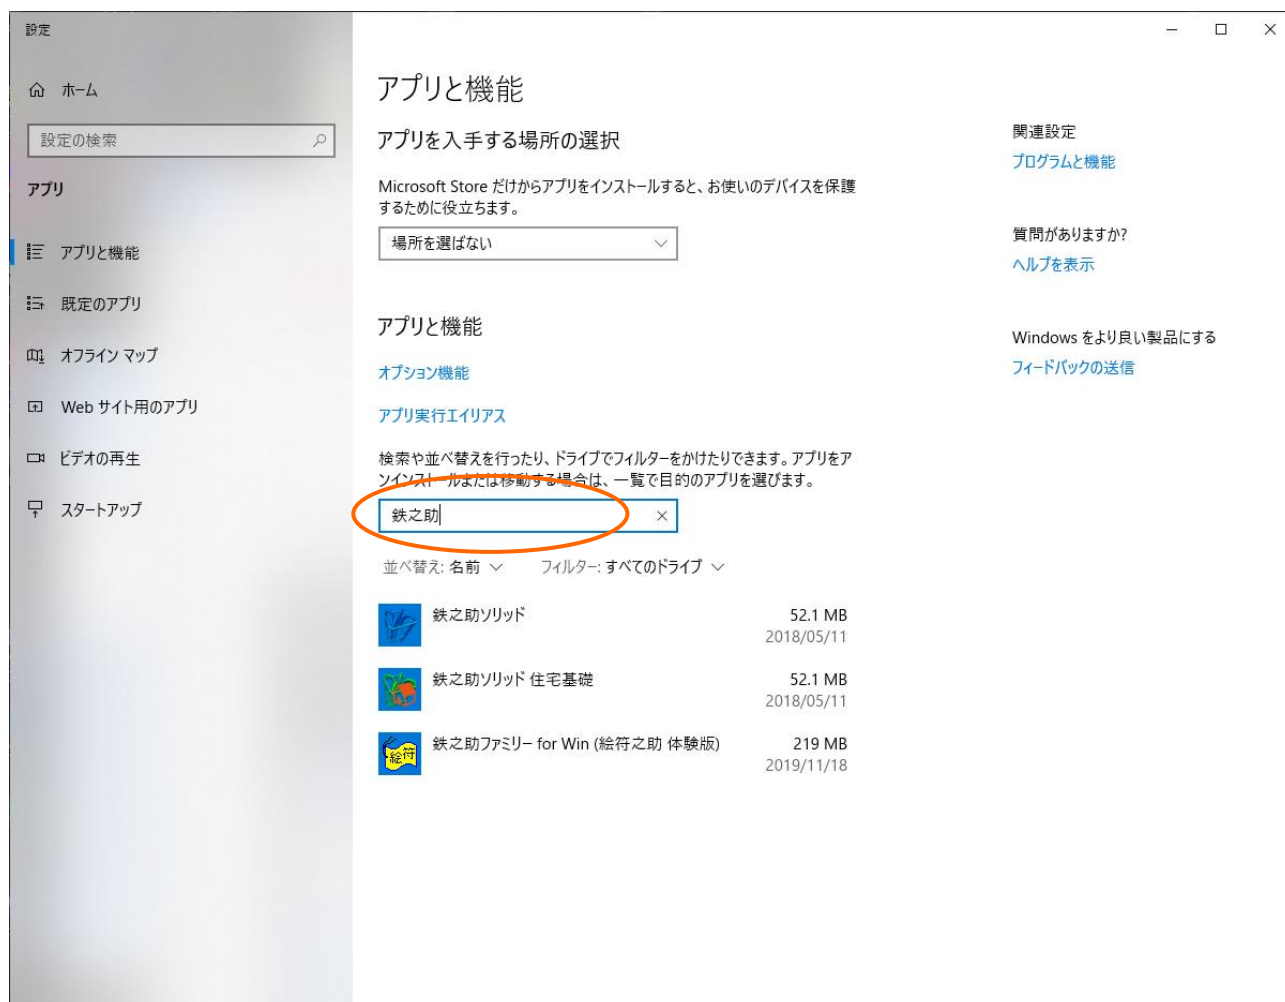 設定
ホーム
設定の検索
アプリ
アプリと機能
既定のアプリ
オフライン マップ
Web サイト用のアプリ
ビデオの再生
スタートアップ
アプリと機能
アプリを入手する場所の選択
Microsoft Store だけからアプリをインストールすると、お使いのデバイスを保護
するために役立ちます。
場所を選ばない
アプリと機能
オプション機能
アプリ実行エイリアス
検索や並べ替えを行ったり、ドライブでフィルターをかけたりできます。アプリをア
ンインストールまたは移動する場合は、一覧で目的のアプリを選びます。
鉄之助
並べ替え: 名前 フィルター: すべてのドライブ
鉄之助ソリッド 52.1 MB
2018/05/11
鉄之助ソリッド 住宅基礎 52.1 MB
2018/05/11
絵符
鉄之助ファミリー for Win (絵符之助 体験版) 219 MB
2019/11/18
関連設定
プログラムと機能
質問がありますか?
ヘルプを表示
Windows をより良い製品にする
フィードバックの送信